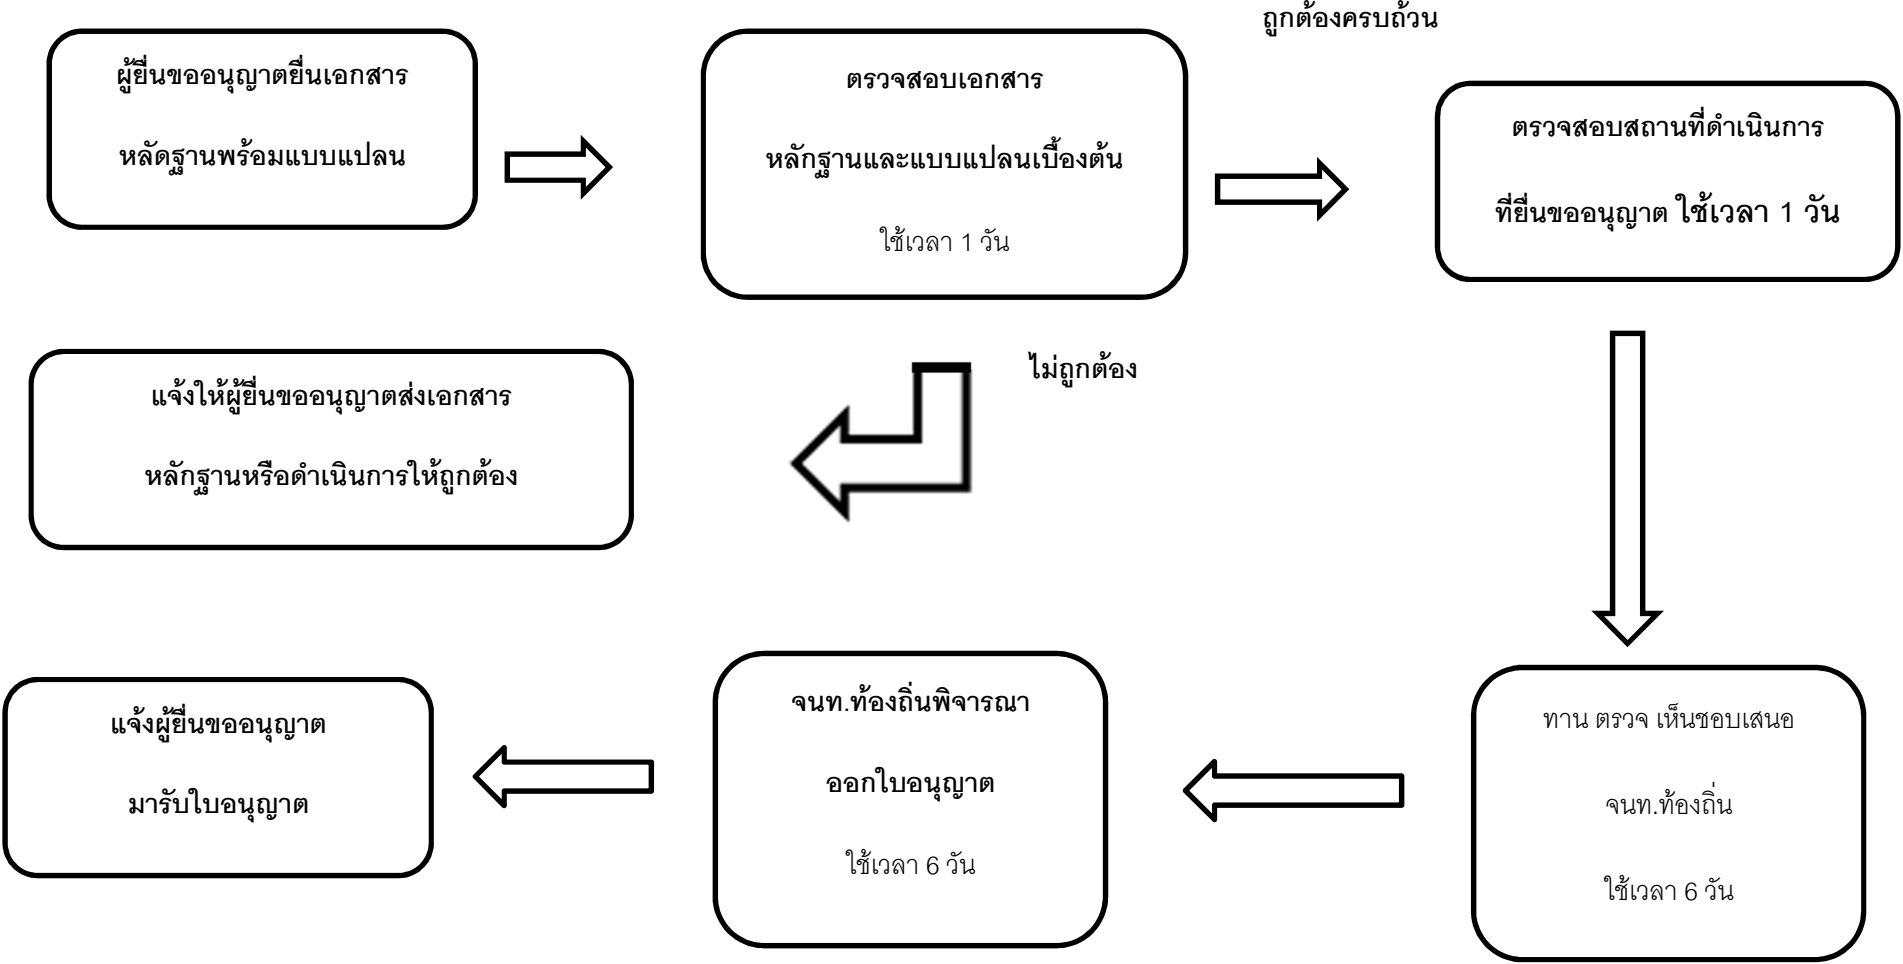 ถูกต้องครบถ้วน
ผู้ยื่นขออนุญาตยื่นเอกสาร
หลัดฐานพร้อมแบบแปลน
ตรวจสอบเอกสาร
หลักฐานและแบบแปลนเบื้องต้น
ใช้เวลา 1 วัน
ตรวจสอบสถานที่ดำเนินการ
ที่ยื่นขออนุญาต ใช้เวลา 1 วัน
ไม่ถูกต้อง
แจ้งให้ผู้ยื่นขออนุญาตส่งเอกสาร
หลักฐานหรือดำเนินการให้ถูกต้อง
ทาน ตรวจ เห็นชอบเสนอ
จนท.ท้องถิ่น
ใช้เวลา 6 วัน
จนท.ท้องถิ่นพิจารณา
ออกใบอนุญาต
ใช้เวลา 6 วัน
แจ้งผู้ยื่นขออนุญาต
มารับใบอนุญาต